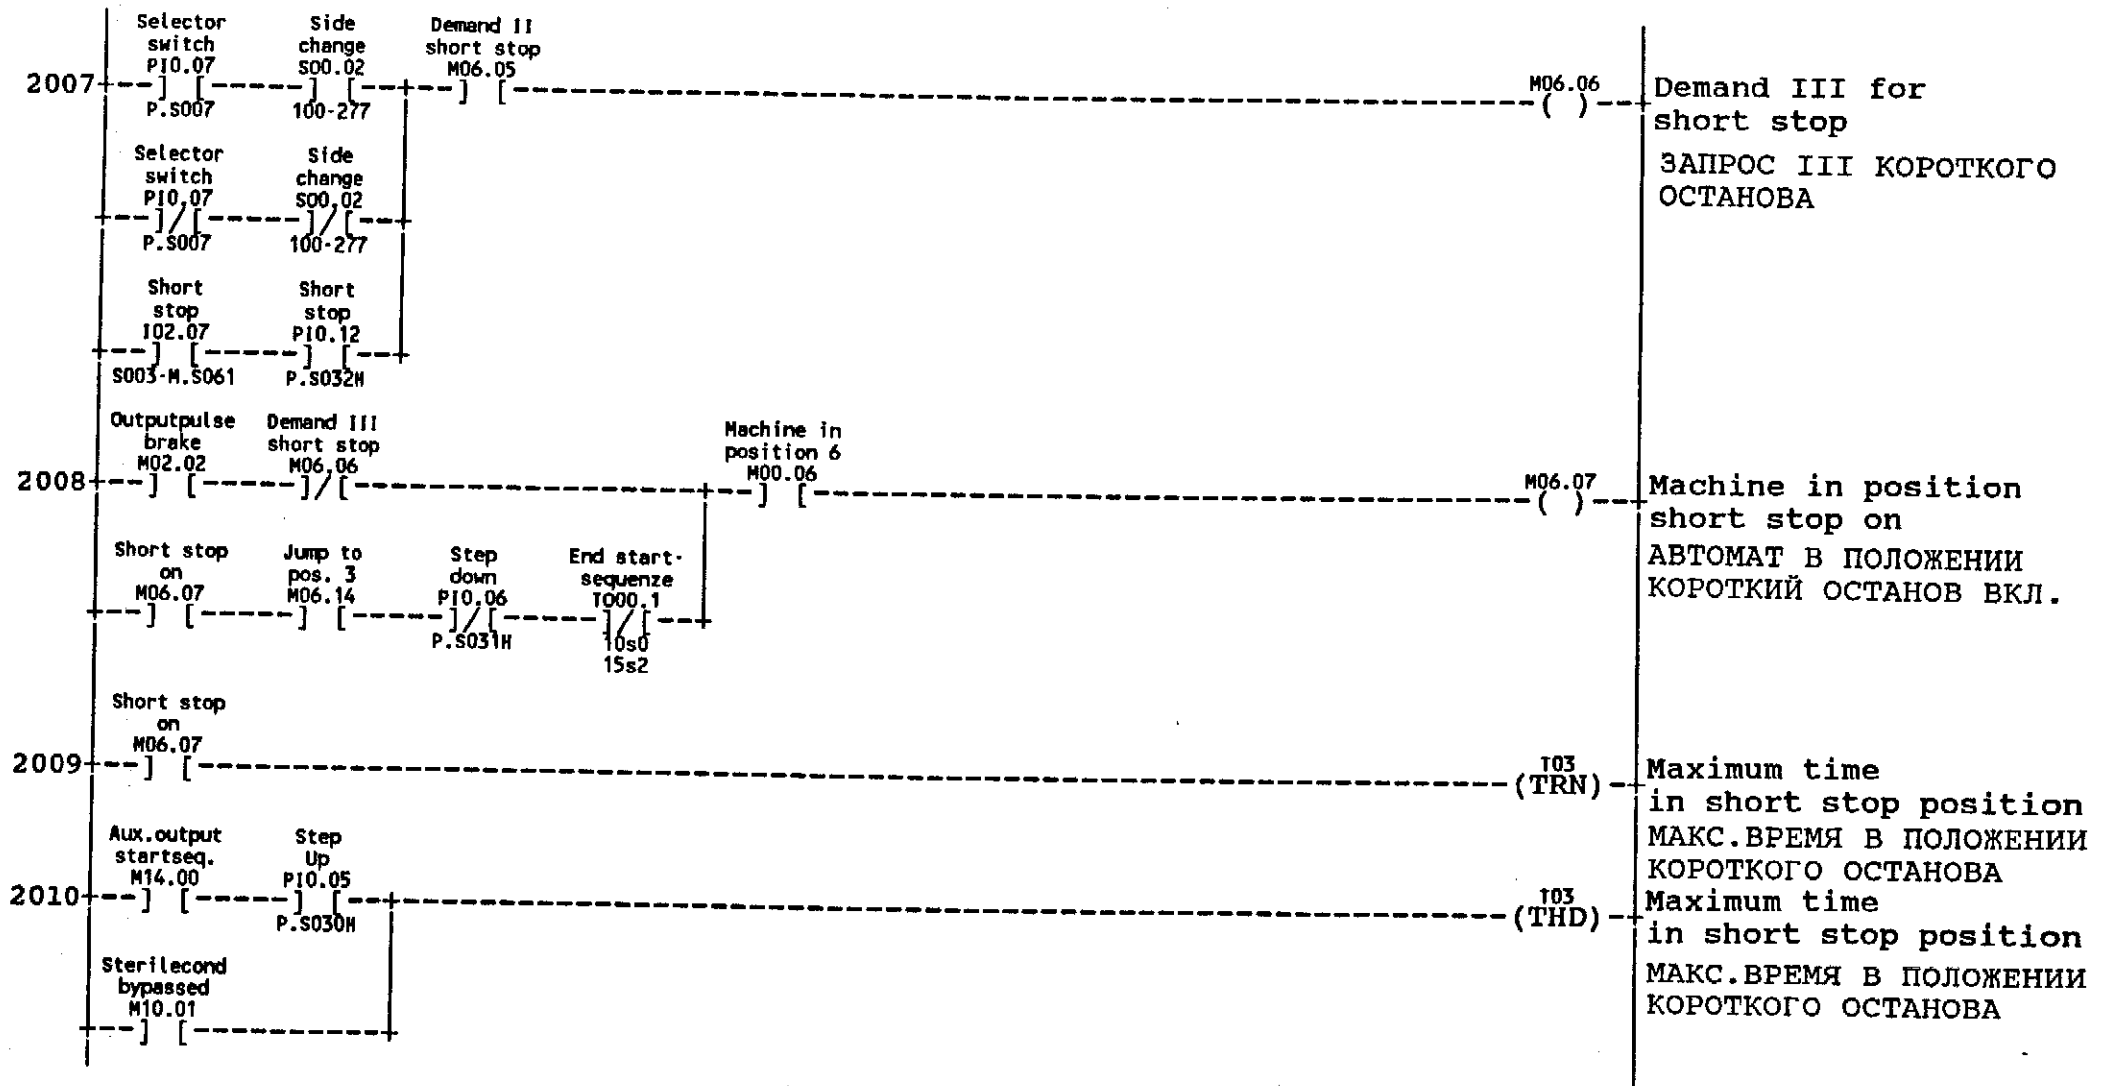 Selector Side Demand II
switch change short stop
PI0.07 S00.02 M06.05 M06.06
2007 ] [ ] [ ] [ ( ) Demand III for
P.S007 100-277 short stop
Selector Side ЗАПРОС III КОРОТКОГО
switch change ОСТАНОВА
PI0.07 S00.02
]/[ ]/[
P.S007 100-277
Short Short
stop stop
I02.07 PI0.12
] [ ] [
S003-M.S061 P.S032H
Outputpulse Demand III Machine in
brake short stop position 6
M02.02 M06.06 M00.06 M06.07
2008 ] [ ]/[ ] [ ( ) Machine in position
short stop on
Short stop Jump to Step End start- АВТОМАТ В ПОЛОЖЕНИИ
on pos. 3 down sequenze КОРОТКИЙ ОСТАНОВ ВКЛ.
M06.07 M06.14 PI0.06 T000.1
] [ ] [ ]/[ ]/[
P.S031H 10s0
15s2
Short stop
on
M06.07 T03
2009 ] [ (TRN) Maximum time
in short stop position
Aux.output Step МАКС.ВРЕМЯ В ПОЛОЖЕНИИ
startseq. Up КОРОТКОГО ОСТАНОВА
M14.00 PI0.05 T03
2010 ] [ ] [ (THD) Maximum time
P.S030H in short stop position
Sterilecond МАКС.ВРЕМЯ В ПОЛОЖЕНИИ
bypassed КОРОТКОГО ОСТАНОВА
M10.01
] [